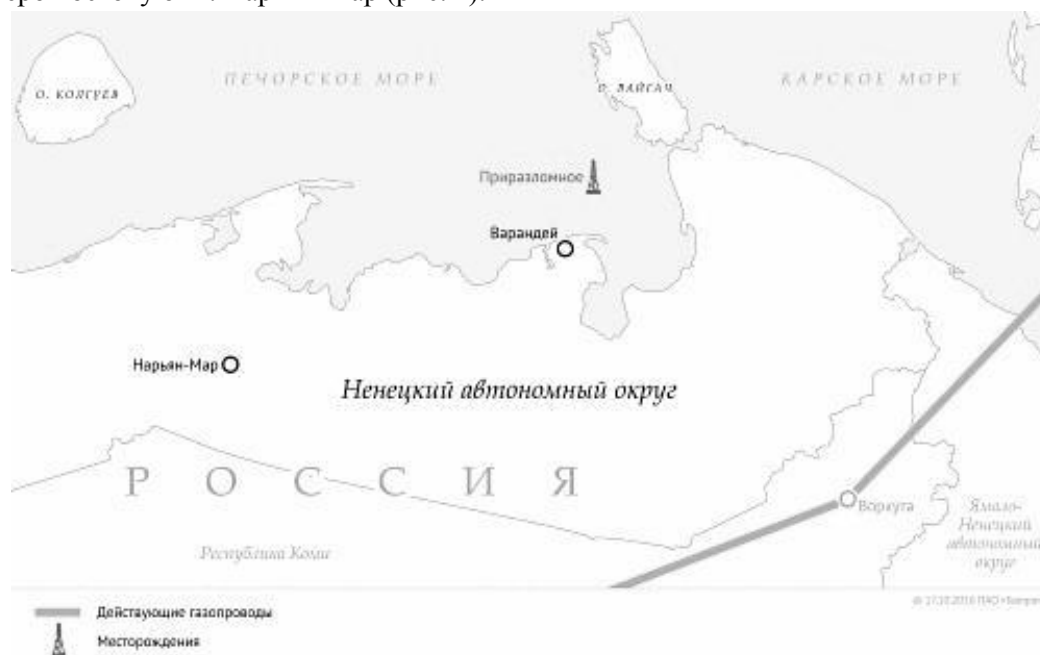 ПЕЧОРСКОЕ МОРЕ
КАРСКОЕ МОРЕ
О. КОЛГУЕВ
О. ВАЙГАЧ
Приразломное
Варандей
Нарьян-Мар
Ненецкий автономный округ
РОССИЯ
Воркута
Ямало-
Ненецкий
автономный
округ
Республика Коми
Действующие газопроводы
Месторождения